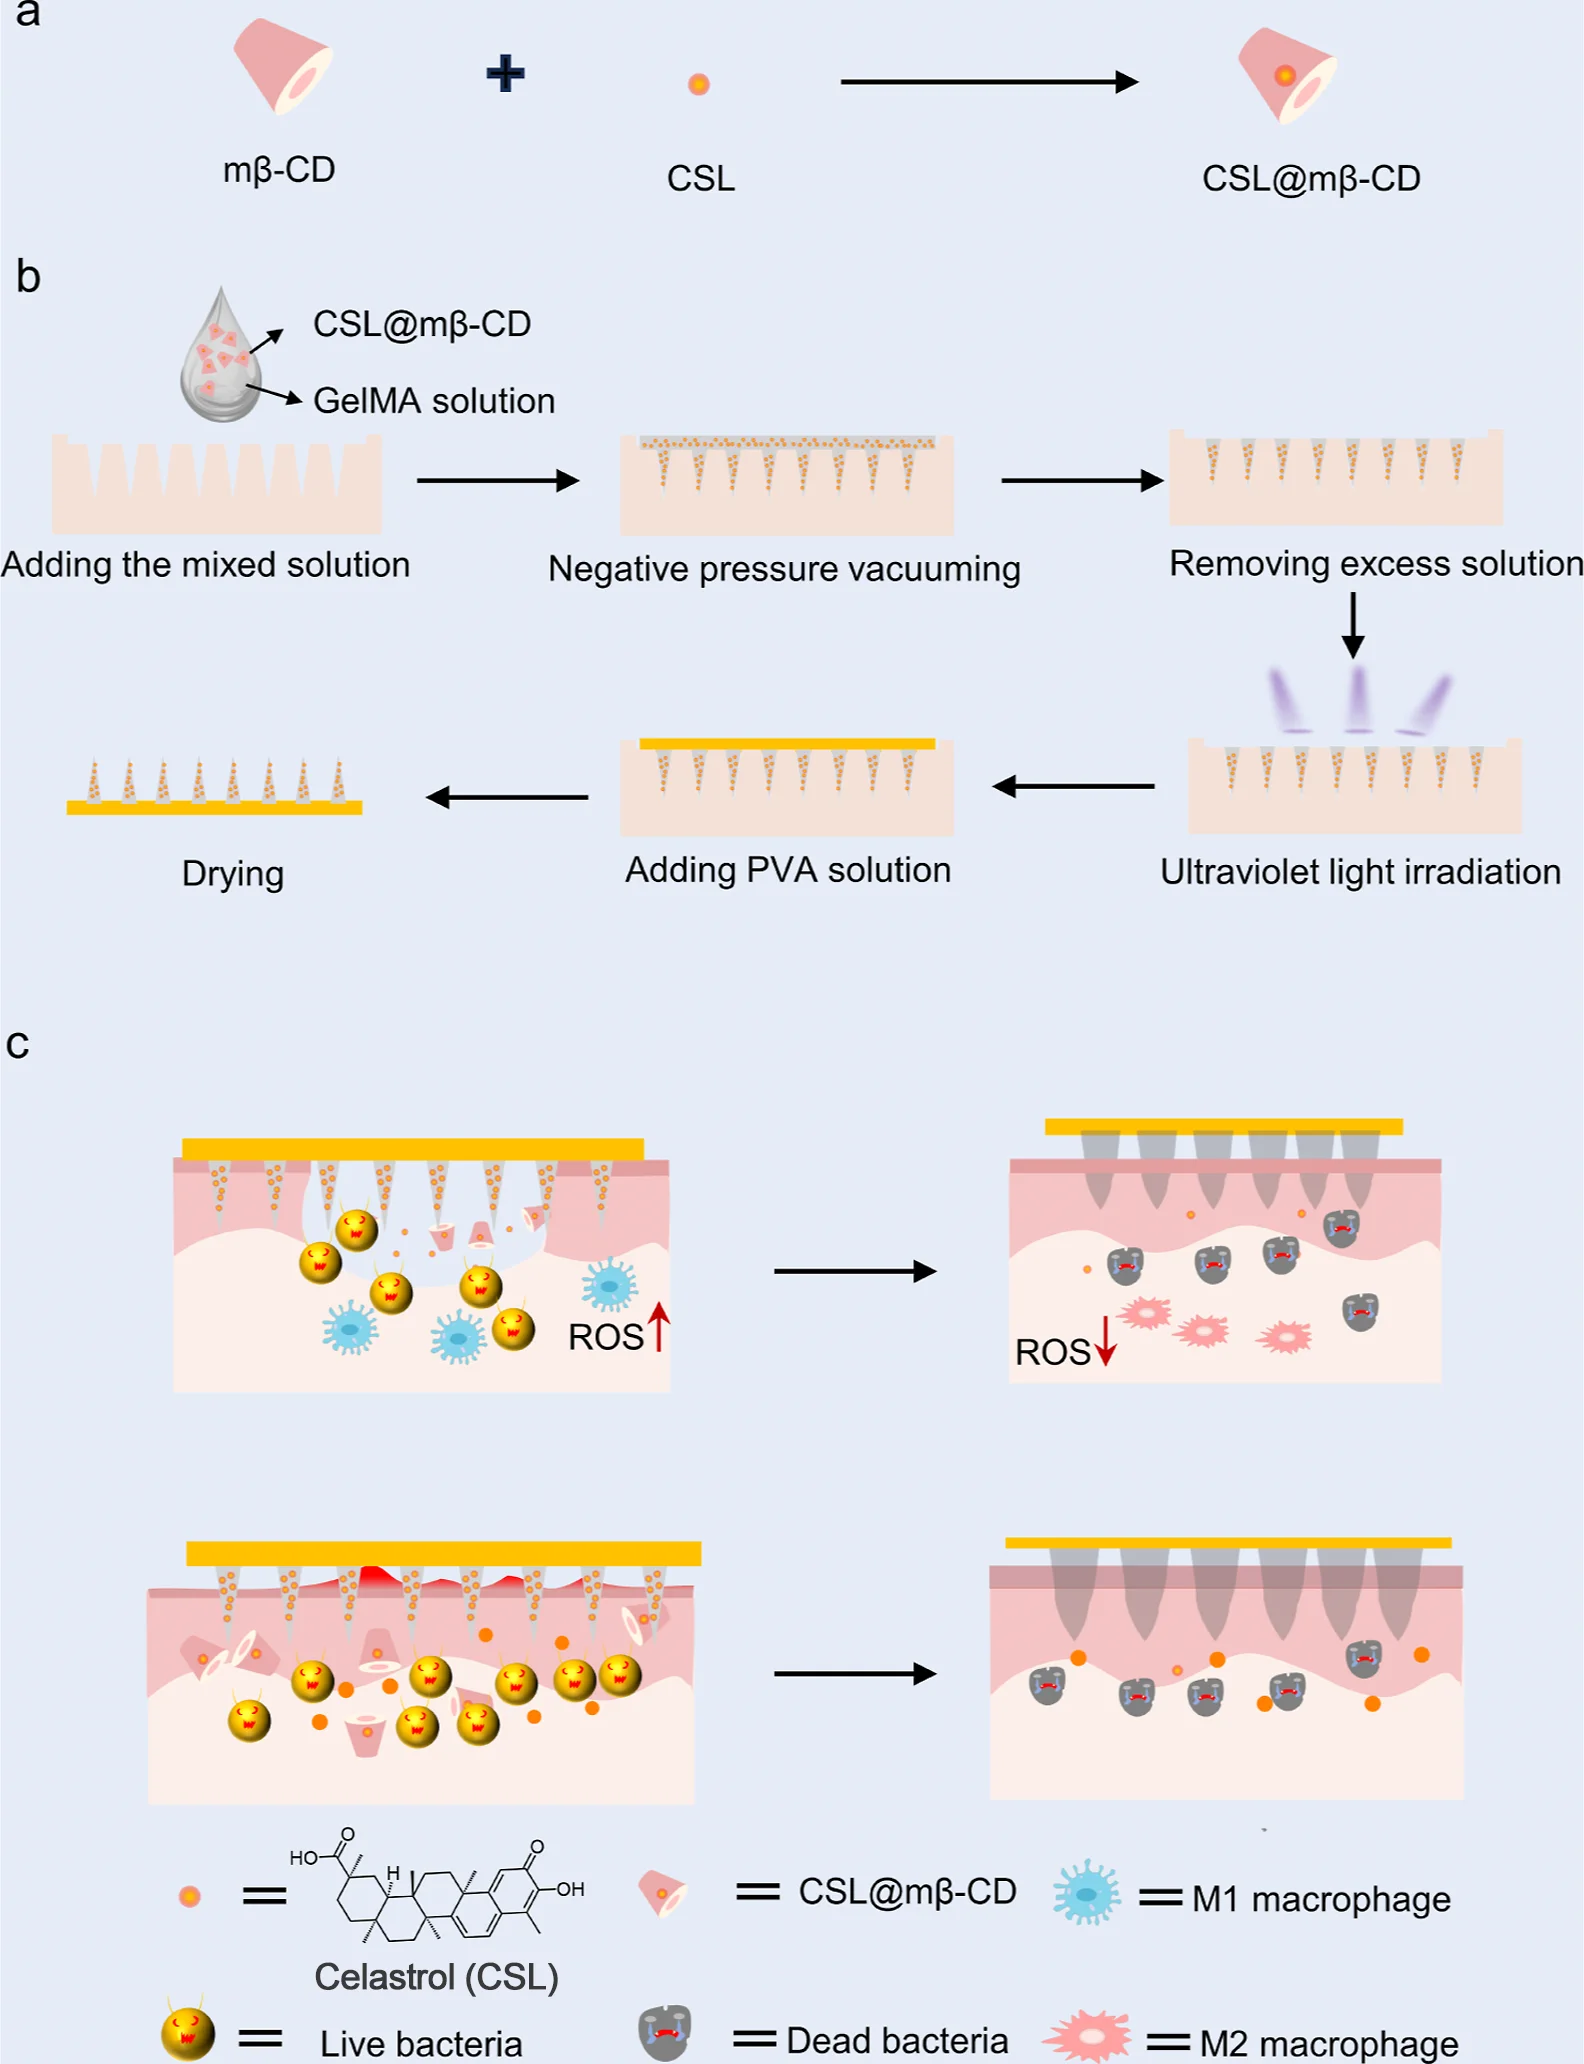 a
mβ-CD
CSL
CSL@mβ-CD
b
CSL@mβ-CD
GelMA solution
Adding the mixed solution
Negative pressure vacuuming
Removing excess solution
Drying
Adding PVA solution
Ultraviolet light irradiation
c
ROS
ROS
HO
O
H
O
OH
Celastrol (CSL)
CSL@mβ-CD
M1 macrophage
Live bacteria
Dead bacteria
M2 macrophage